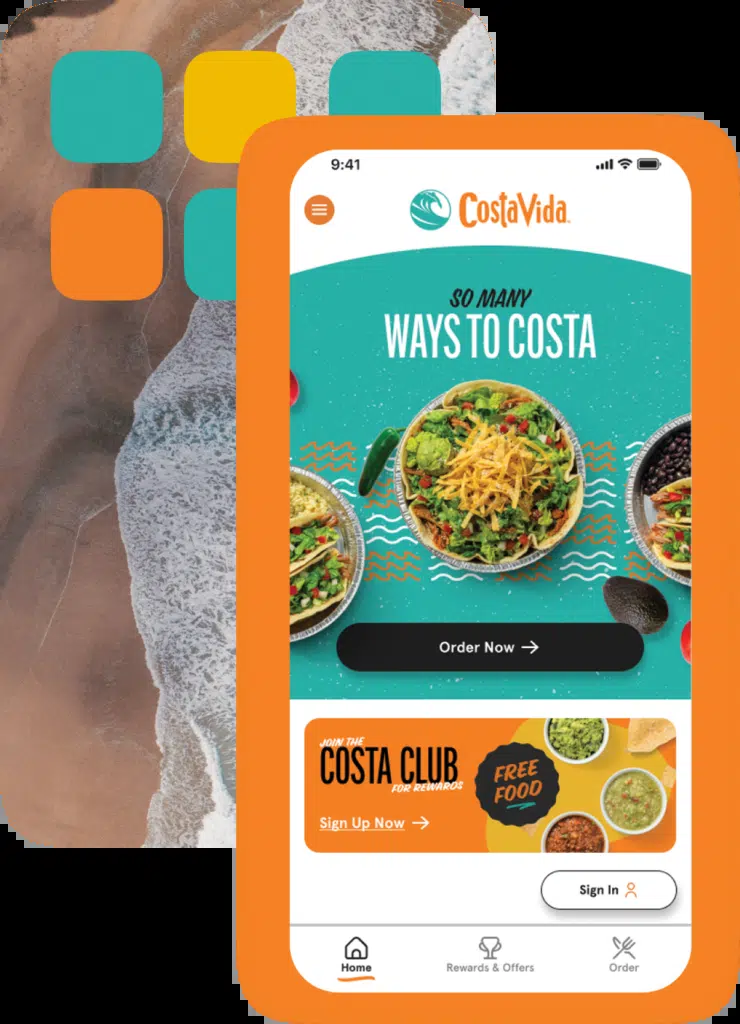 9:41
CostaVida
SO MANY
WAYS TO COSTA
Order Now
JOIN THE
COSTA CLUB
FOR REWARDS
FREE
FOOD
Sign Up Now
Sign In
Home
Rewards & Offers
Order